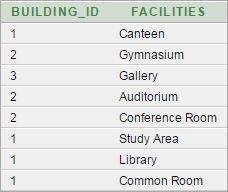 BUILDING_ID FACILITIES
1 Canteen
2 Gymnasium
3 Gallery
2 Auditorium
2 Conference Room
1 Study Area
1 Library
1 Common Room